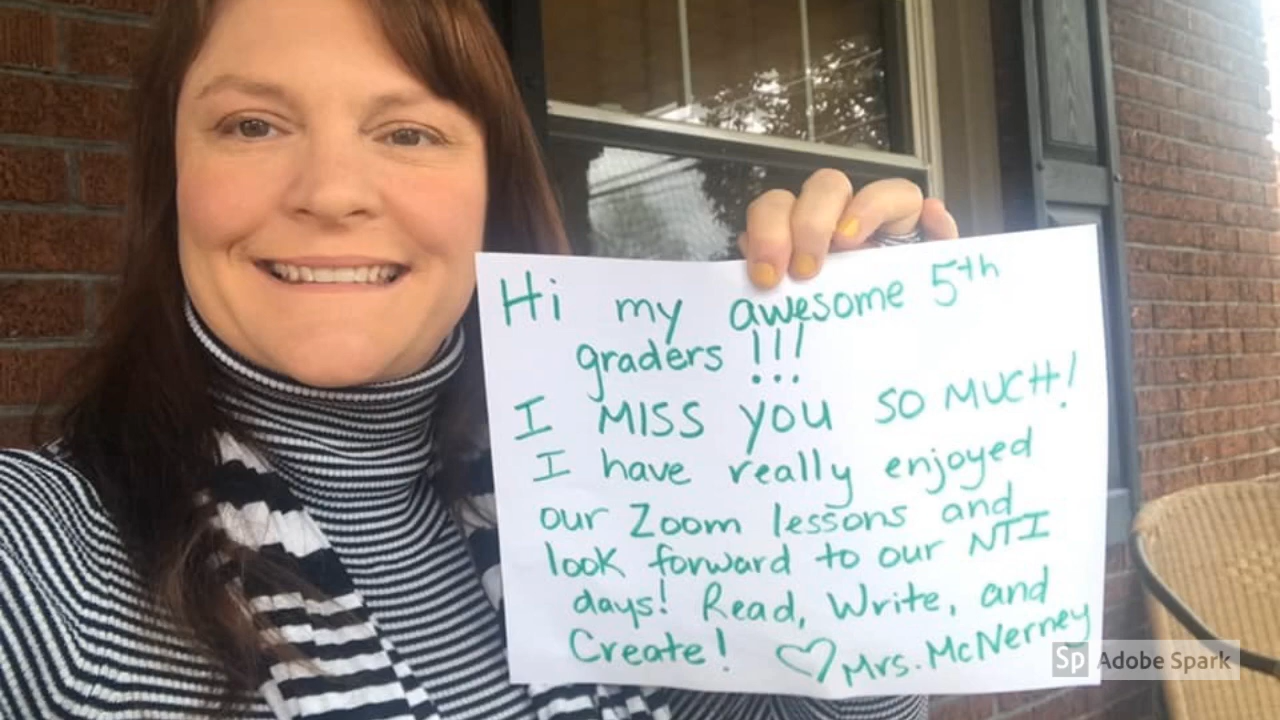 Hi my awesome 5th
graders!!!
I MISS YOU SO MUCH!
I have really enjoyed
our Zoom lessons and
look forward to our NTI
days! Read, Write, and
Create! ♡ Mrs. McNerney
Sp Adobe Spark